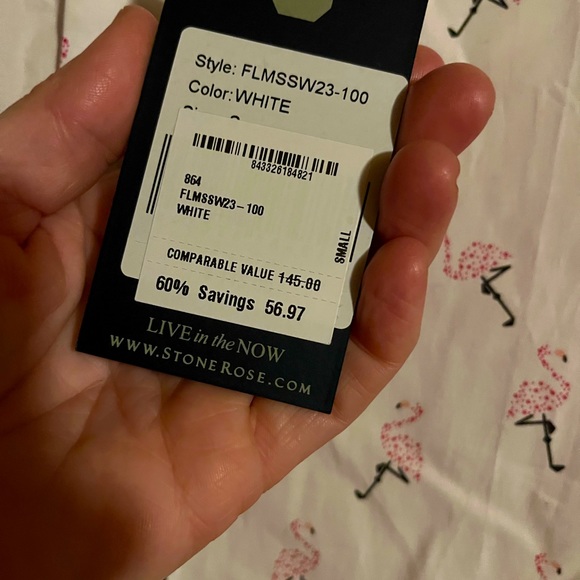 Style: FLMSSW23-100
Color: WHITE
843326184821
864
FLMSSW23-100
WHITE
SMALL
COMPARABLE VALUE 145.00
60% Savings 56.97
LIVE in the NOW
WWW.STONEROSE.COM